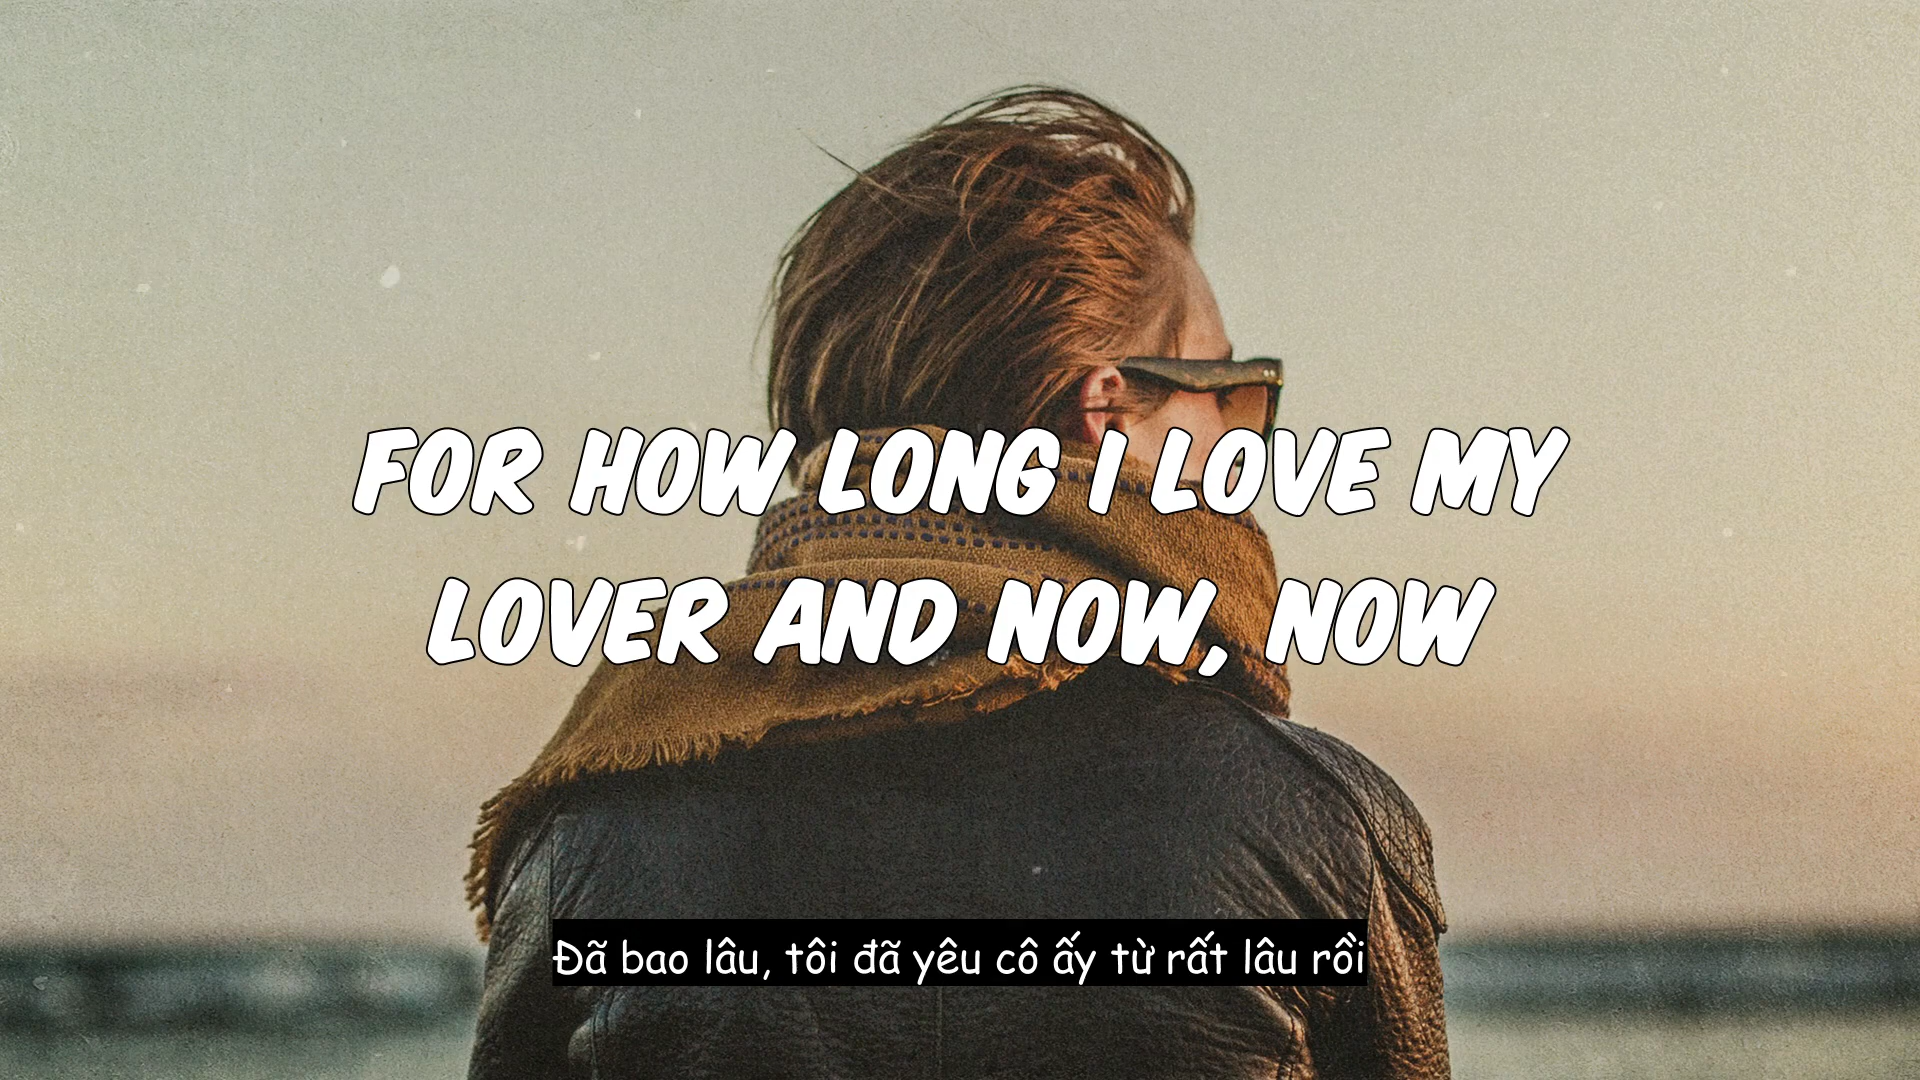 FOR HOW LONG I LOVE MY
LOVER AND NOW, NOW
Đã bao lâu, tôi đã yêu cô ấy từ rất lâu rồi